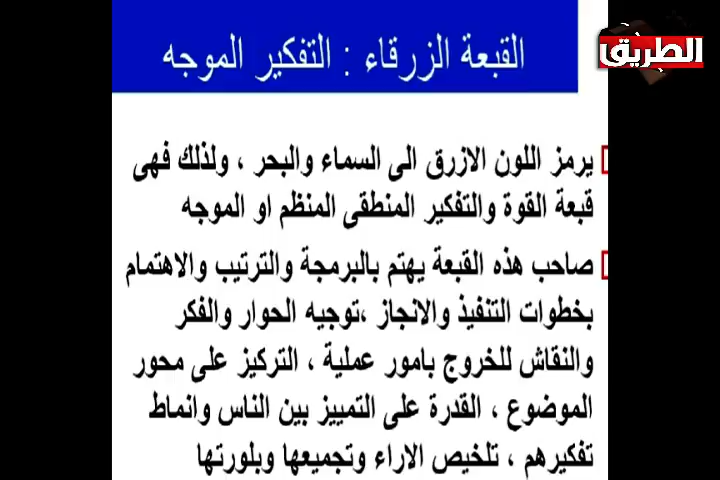 الطريق
القبعة الزرقاء : التفكير الموجه
يرمز اللون الازرق الى السماء والبحر ، ولذلك فهى
قبعة القوة والتفكير المنطقى المنظم او الموجه
صاحب هذه القبعة يهتم بالبرمجة والترتيب والاهتمام
بخطوات التنفيذ والانجاز ،توجيه الحوار والفكر
والنقاش للخروج بامور عملية ، التركيز على محور
الموضوع ، القدرة على التمييز بين الناس وانماط
تفكيرهم ، تلخيص الاراء وتجميعها وبلورتها